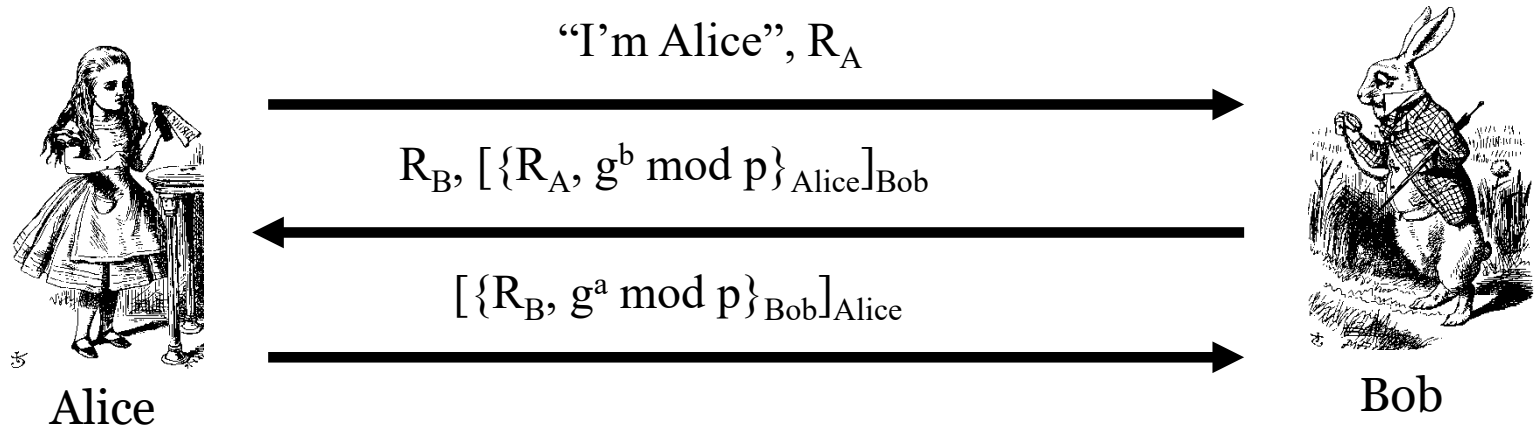 “I’m Alice”, R_A
R_B, [{R_A, g^b mod p}_Alice]_Bob
[{R_B, g^a mod p}_Bob]_Alice
Alice
Bob